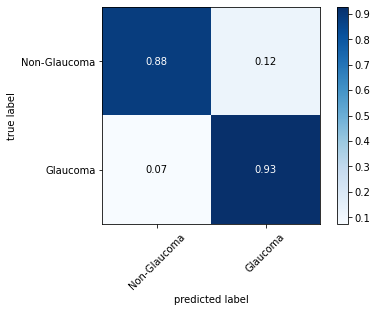 Non-Glaucoma
0.88
0.12
Glaucoma
0.07
0.93
Non-Glaucoma
Glaucoma
predicted label
true label
0.9
0.8
0.7
0.6
0.5
0.4
0.3
0.2
0.1